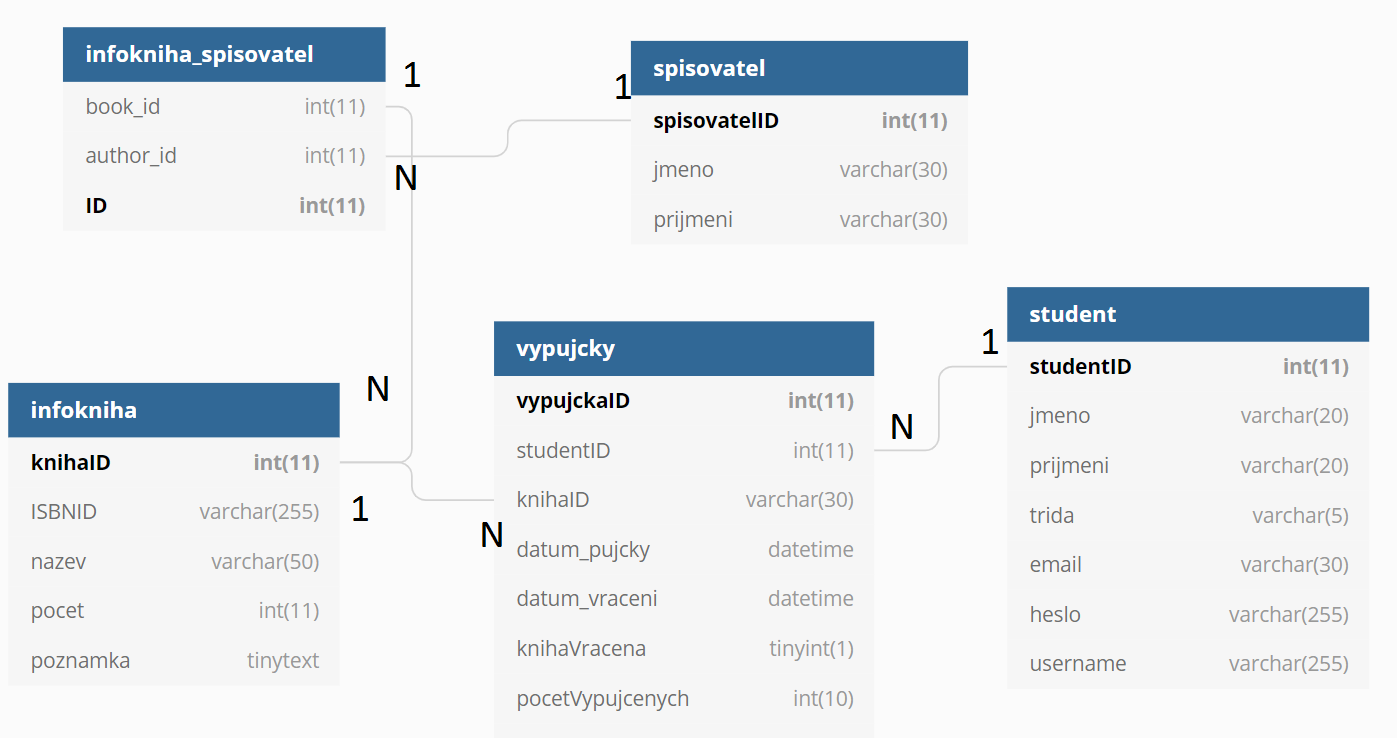 infokniha_spisovatel
book_id int(11)
author_id int(11)
ID int(11)
1
N
1
spisovatel
spisovatelID int(11)
jmeno varchar(30)
prijmeni varchar(30)
infokniha
knihaID int(11)
ISBNID varchar(255)
nazev varchar(50)
pocet int(11)
poznamka tinytext
N
1
N
vypujcky
vypujckaID int(11)
studentID int(11)
knihaID varchar(30)
datum_pujcky datetime
datum_vraceni datetime
knihaVracena tinyint(1)
pocetVypujcenych int(10)
N
1
student
studentID int(11)
jmeno varchar(20)
prijmeni varchar(20)
trida varchar(5)
email varchar(30)
heslo varchar(255)
username varchar(255)